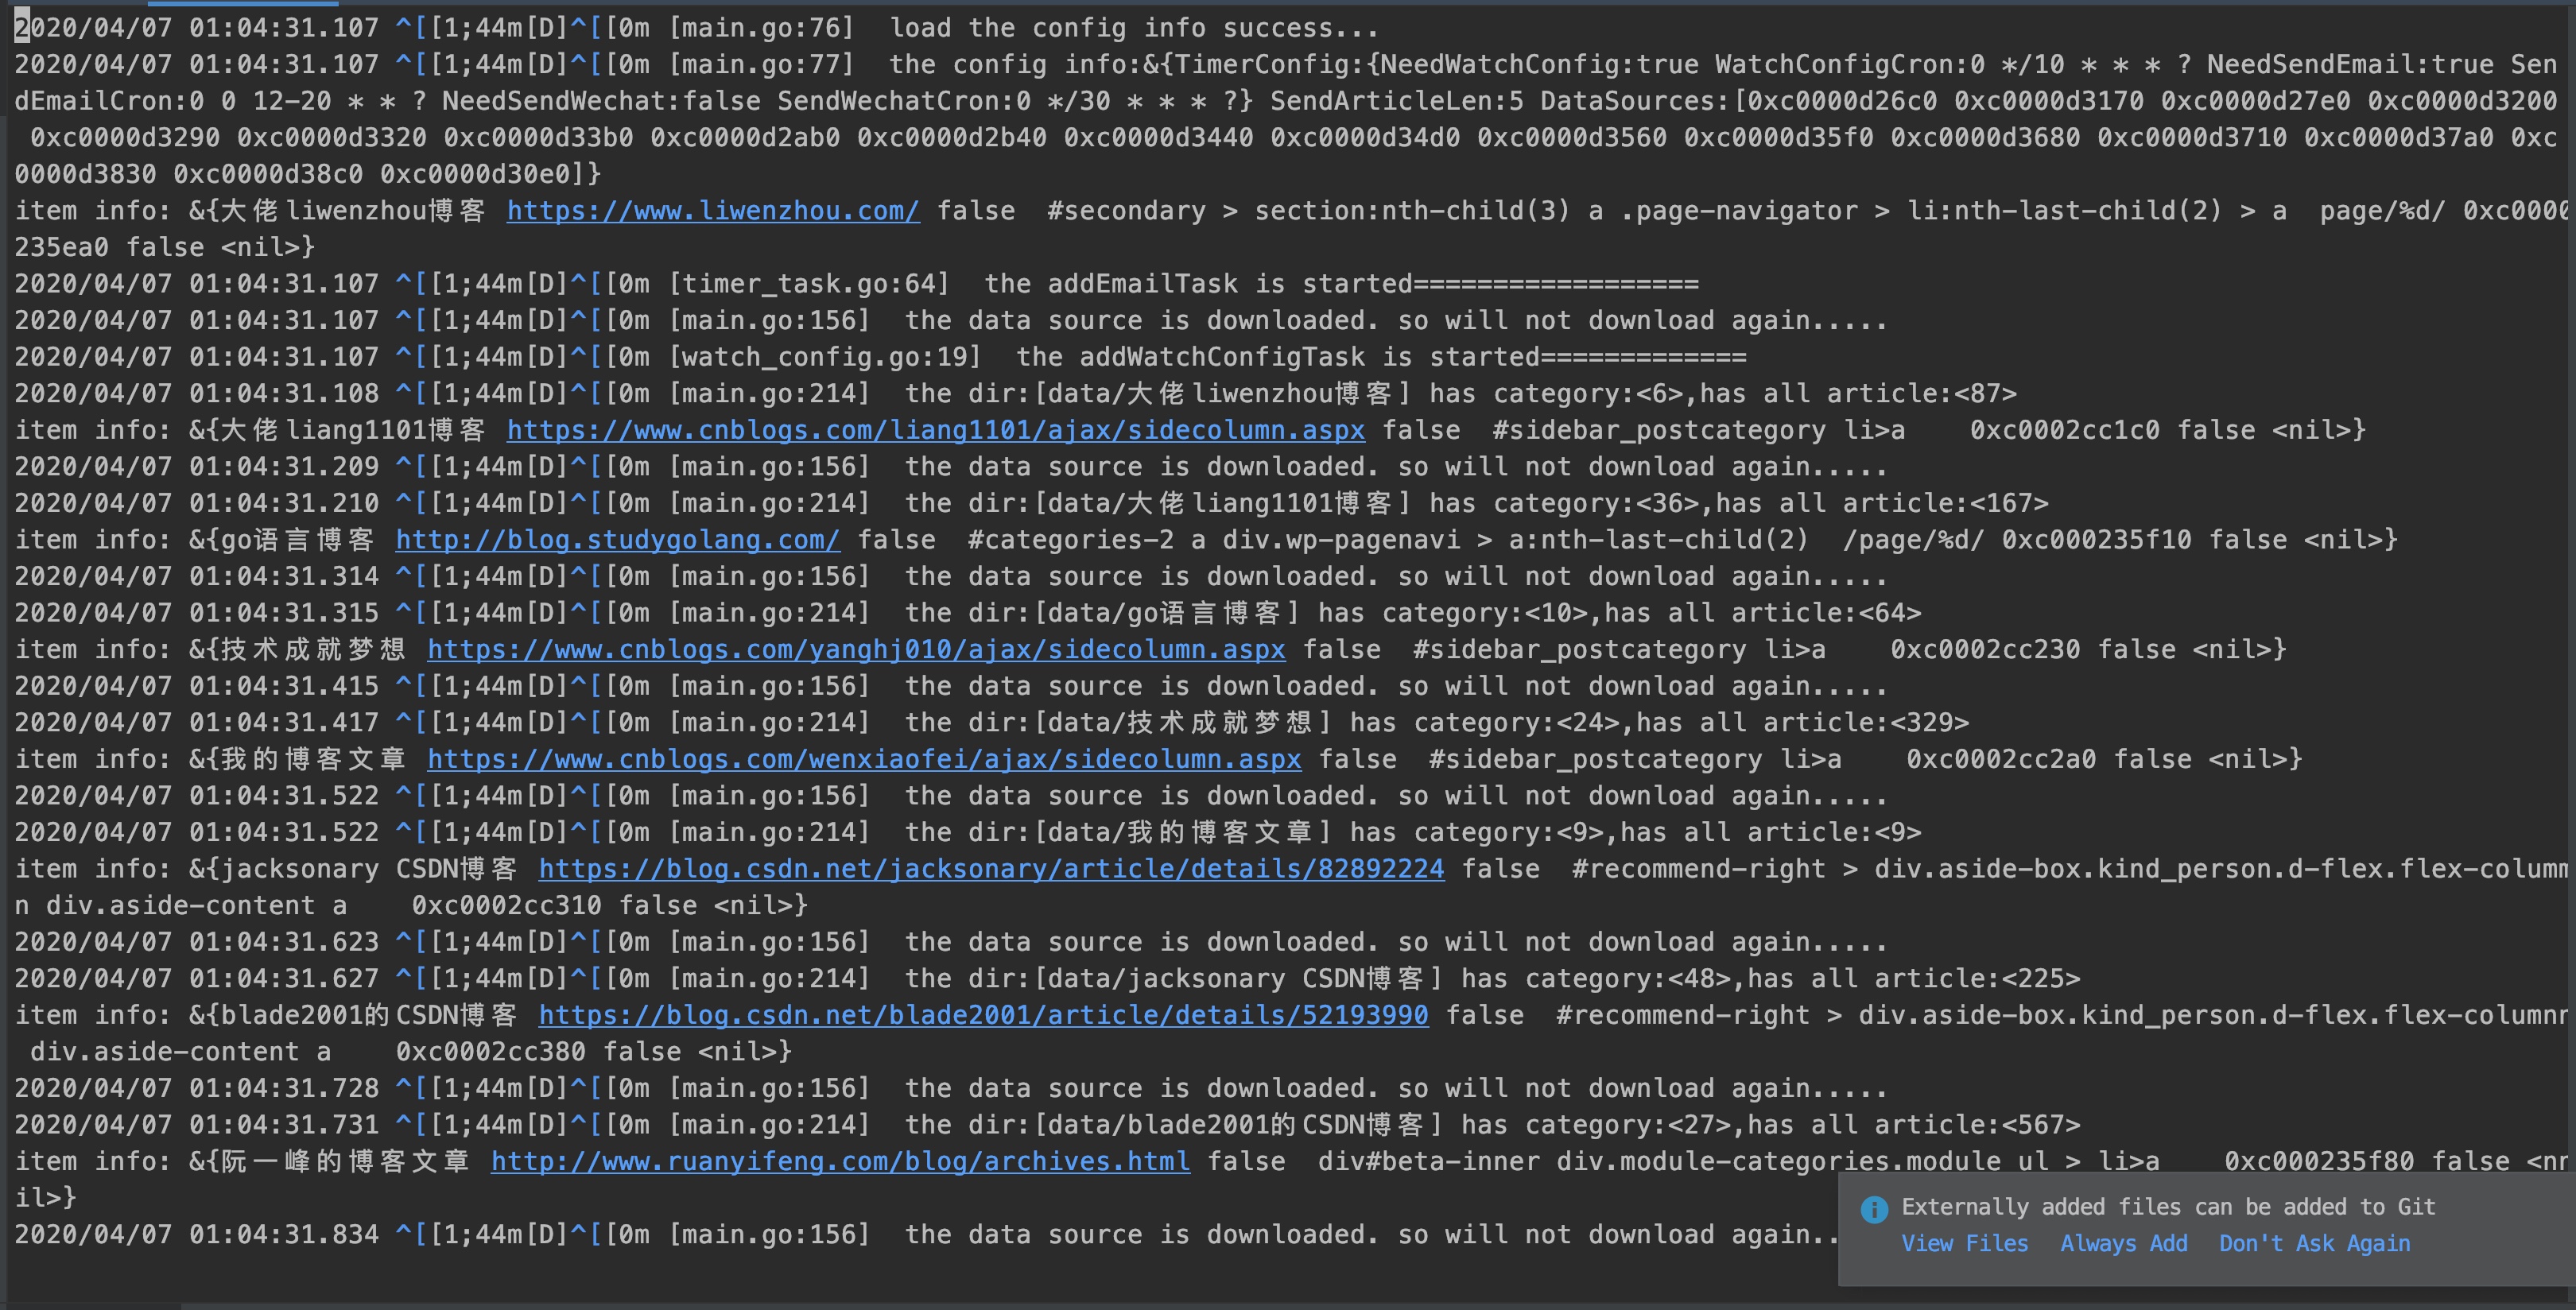 2020/04/07 01:04:31.107 ^[[1;44m[D]^[[0m [main.go:76]  load the config info success...
2020/04/07 01:04:31.107 ^[[1;44m[D]^[[0m [main.go:77]  the config info:&{TimerConfig:{NeedWatchConfig:true WatchConfigCron:0 */10 * * * ? NeedSendEmail:true Sen
dEmailCron:0 0 12-20 * * ? NeedSendWechat:false SendWechatCron:0 */30 * * * ?} SendArticleLen:5 DataSources:[0xc0000d26c0 0xc0000d3170 0xc0000d27e0 0xc0000d3200
 0xc0000d3290 0xc0000d3320 0xc0000d33b0 0xc0000d2ab0 0xc0000d2b40 0xc0000d3440 0xc0000d34d0 0xc0000d3560 0xc0000d35f0 0xc0000d3680 0xc0000d3710 0xc0000d37a0 0xc
0000d3830 0xc0000d38c0 0xc0000d30e0]}
item info: &{大佬liwenzhou博客 https://www.liwenzhou.com/ false  #secondary > section:nth-child(3) a .page-navigator > li:nth-last-child(2) > a  page/%d/ 0xc0000
235ea0 false <nil>}
2020/04/07 01:04:31.107 ^[[1;44m[D]^[[0m [timer_task.go:64]  the addEmailTask is started==================
2020/04/07 01:04:31.107 ^[[1;44m[D]^[[0m [main.go:156]  the data source is downloaded. so will not download again.....
2020/04/07 01:04:31.107 ^[[1;44m[D]^[[0m [watch_config.go:19]  the addWatchConfigTask is started=============
2020/04/07 01:04:31.108 ^[[1;44m[D]^[[0m [main.go:214]  the dir:[data/大佬liwenzhou博客] has category:<6>,has all article:<87>
item info: &{大佬liang1101博客 https://www.cnblogs.com/liang1101/ajax/sidecolumn.aspx false  #sidebar_postcategory li>a    0xc0002cc1c0 false <nil>}
2020/04/07 01:04:31.209 ^[[1;44m[D]^[[0m [main.go:156]  the data source is downloaded. so will not download again.....
2020/04/07 01:04:31.210 ^[[1;44m[D]^[[0m [main.go:214]  the dir:[data/大佬liang1101博客] has category:<36>,has all article:<167>
item info: &{go语言博客 http://blog.studygolang.com/ false  #categories-2 a div.wp-pagenavi > a:nth-last-child(2)  /page/%d/ 0xc000235f10 false <nil>}
2020/04/07 01:04:31.314 ^[[1;44m[D]^[[0m [main.go:156]  the data source is downloaded. so will not download again.....
2020/04/07 01:04:31.315 ^[[1;44m[D]^[[0m [main.go:214]  the dir:[data/go语言博客] has category:<10>,has all article:<64>
item info: &{技术成就梦想 https://www.cnblogs.com/yanghj010/ajax/sidecolumn.aspx false  #sidebar_postcategory li>a    0xc0002cc230 false <nil>}
2020/04/07 01:04:31.415 ^[[1;44m[D]^[[0m [main.go:156]  the data source is downloaded. so will not download again.....
2020/04/07 01:04:31.417 ^[[1;44m[D]^[[0m [main.go:214]  the dir:[data/技术成就梦想] has category:<24>,has all article:<329>
item info: &{我的博客文章 https://www.cnblogs.com/wenxiaofei/ajax/sidecolumn.aspx false  #sidebar_postcategory li>a    0xc0002cc2a0 false <nil>}
2020/04/07 01:04:31.522 ^[[1;44m[D]^[[0m [main.go:156]  the data source is downloaded. so will not download again.....
2020/04/07 01:04:31.522 ^[[1;44m[D]^[[0m [main.go:214]  the dir:[data/我的博客文章] has category:<9>,has all article:<9>
item info: &{jacksonary CSDN博客 https://blog.csdn.net/jacksonary/article/details/82892224 false  #recommend-right > div.aside-box.kind_person.d-flex.flex-colum
n div.aside-content a    0xc0002cc310 false <nil>}
2020/04/07 01:04:31.623 ^[[1;44m[D]^[[0m [main.go:156]  the data source is downloaded. so will not download again.....
2020/04/07 01:04:31.627 ^[[1;44m[D]^[[0m [main.go:214]  the dir:[data/jacksonary CSDN博客] has category:<48>,has all article:<225>
item info: &{blade2001的CSDN博客 https://blog.csdn.net/blade2001/article/details/52193990 false  #recommend-right > div.aside-box.kind_person.d-flex.flex-column
 div.aside-content a    0xc0002cc380 false <nil>}
2020/04/07 01:04:31.728 ^[[1;44m[D]^[[0m [main.go:156]  the data source is downloaded. so will not download again.....
2020/04/07 01:04:31.731 ^[[1;44m[D]^[[0m [main.go:214]  the dir:[data/blade2001的CSDN博客] has category:<27>,has all article:<567>
item info: &{阮一峰的博客文章 http://www.ruanyifeng.com/blog/archives.html false  div#beta-inner div.module-categories.module ul > li>a    0xc000235f80 false <n
il>}
2020/04/07 01:04:31.834 ^[[1;44m[D]^[[0m [main.go:156]  the data source is downloaded. so will not download again..
Externally added files can be added to Git
View Files  Always Add  Don't Ask Again